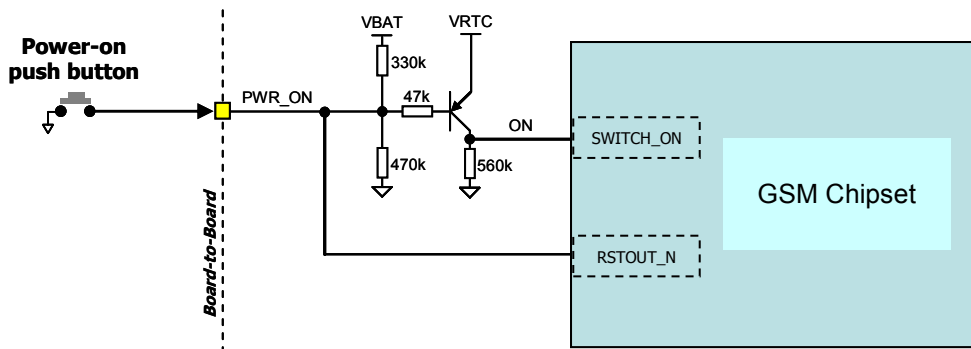 VBAT
VRTC
Power-on
push button
330k
PWR_ON
47k
ON
SWITCH_ON
470k
560k
GSM Chipset
Board-to-Board
RSTOUT_N